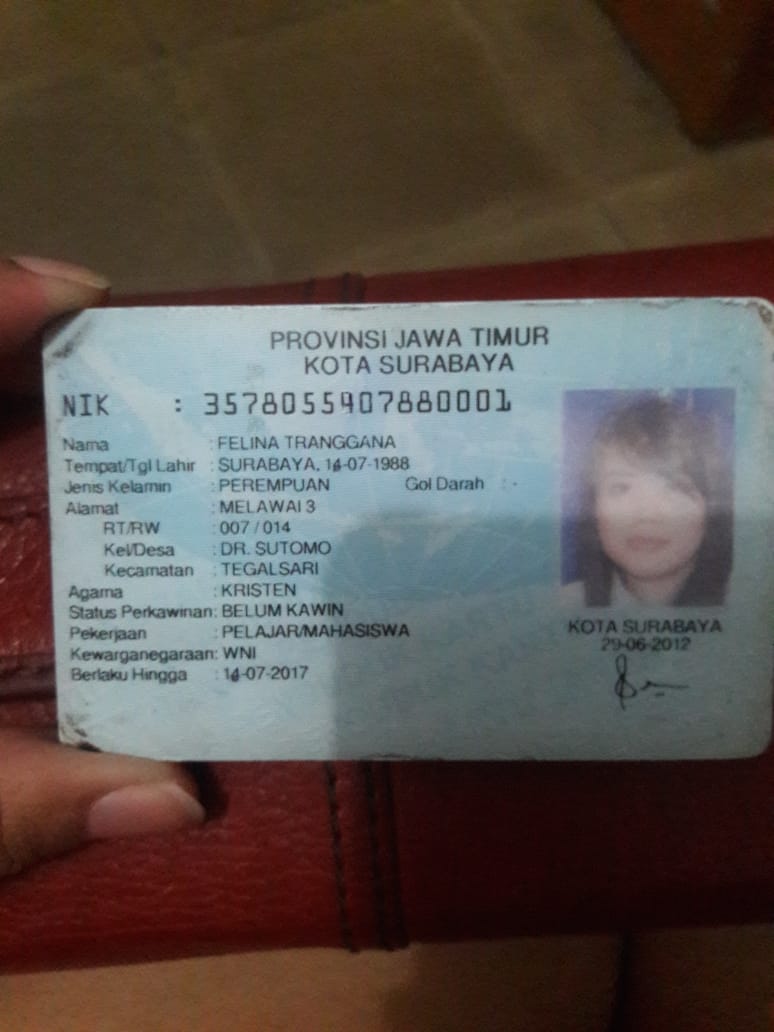 PROVINSI JAWA TIMUR
KOTA SURABAYA
NIK : 3578055407880001
Nama : FELINA TRANGGANA
Tempat/Tgl Lahir : SURABAYA, 14-07-1988
Jenis Kelamin : PEREMPUAN Gol Darah : -
Alamat : MELAWAI 3
RT/RW : 007 / 014
Kel/Desa : DR. SUTOMO
Kecamatan : TEGALSARI
Agama : KRISTEN
Status Perkawinan: BELUM KAWIN
Pekerjaan : PELAJAR/MAHASISWA
Kewarganegaraan: WNI
Berlaku Hingga : 14-07-2017
KOTA SURABAYA
29-06-2012